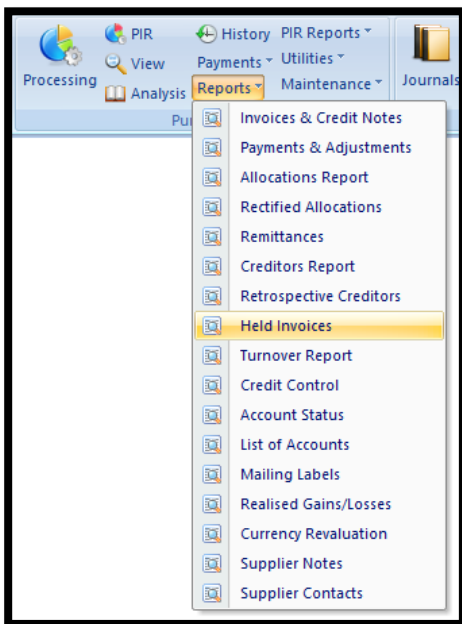 PIR History PIR Reports
View Payments Utilities
Processing Analysis Reports Maintenance Journals
Pu
Invoices & Credit Notes
Payments & Adjustments
Allocations Report
Rectified Allocations
Remittances
Creditors Report
Retrospective Creditors
Held Invoices
Turnover Report
Credit Control
Account Status
List of Accounts
Mailing Labels
Realised Gains/Losses
Currency Revaluation
Supplier Notes
Supplier Contacts